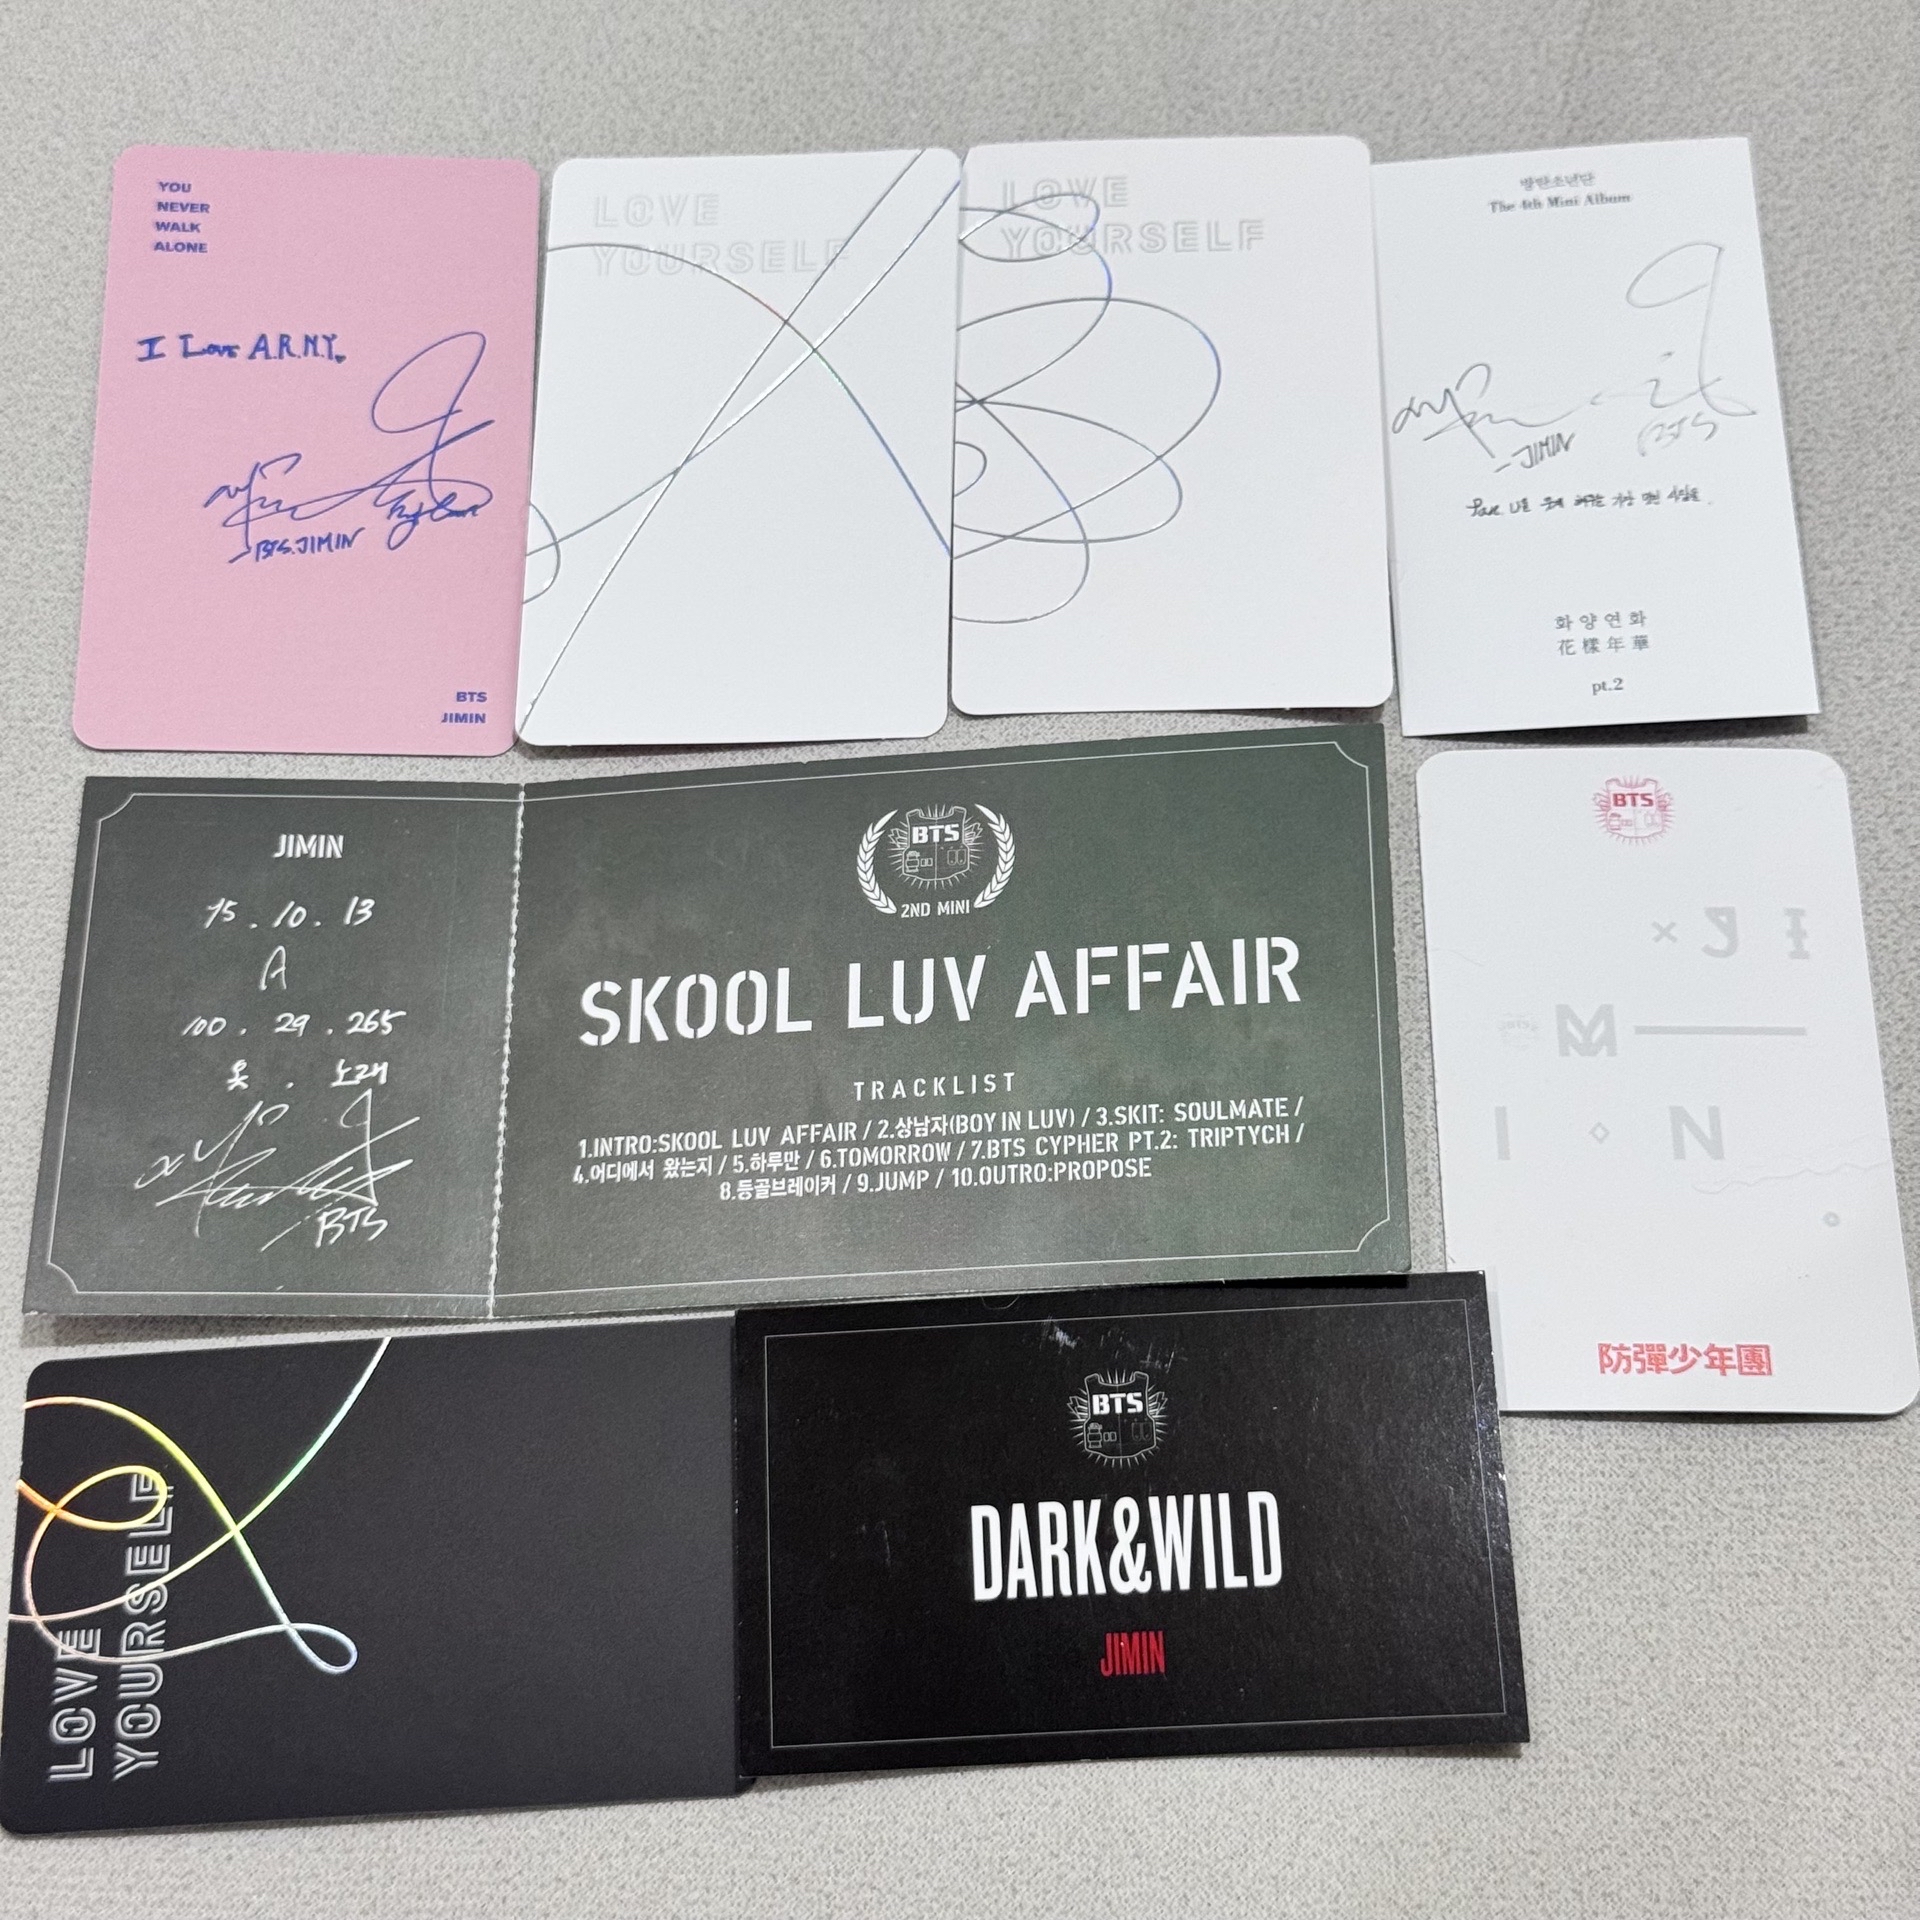 YOU
NEVER
WALK
ALONE
I Love A.R.M.Y.
BTS.JIMIN
BTS
JIMIN
LOVE
YOURSELF
LOVE
YOURSELF
방탄소년단
The 4th Mini Album
-JIMIN
BTS
화양연화
花樣年華
pt.2
JIMIN
95.10.13
A
100.29.265
옷. 노래
BTS
BTS
2ND MINI
SKOOL LUV AFFAIR
TRACKLIST
1.INTRO:SKOOL LUV AFFAIR / 2.상남자(BOY IN LUV) / 3.SKIT: SOULMATE /
4.어디에서 왔는지 / 5.하루만 / 6.TOMORROW / 7.BTS CYPHER PT.2: TRIPTYCH /
8.등골브레이커 / 9.JUMP / 10.OUTRO:PROPOSE
BTS
× J I
M
I N
防彈少年團
LOVE
YOURSELF
BTS
DARK&WILD
JIMIN